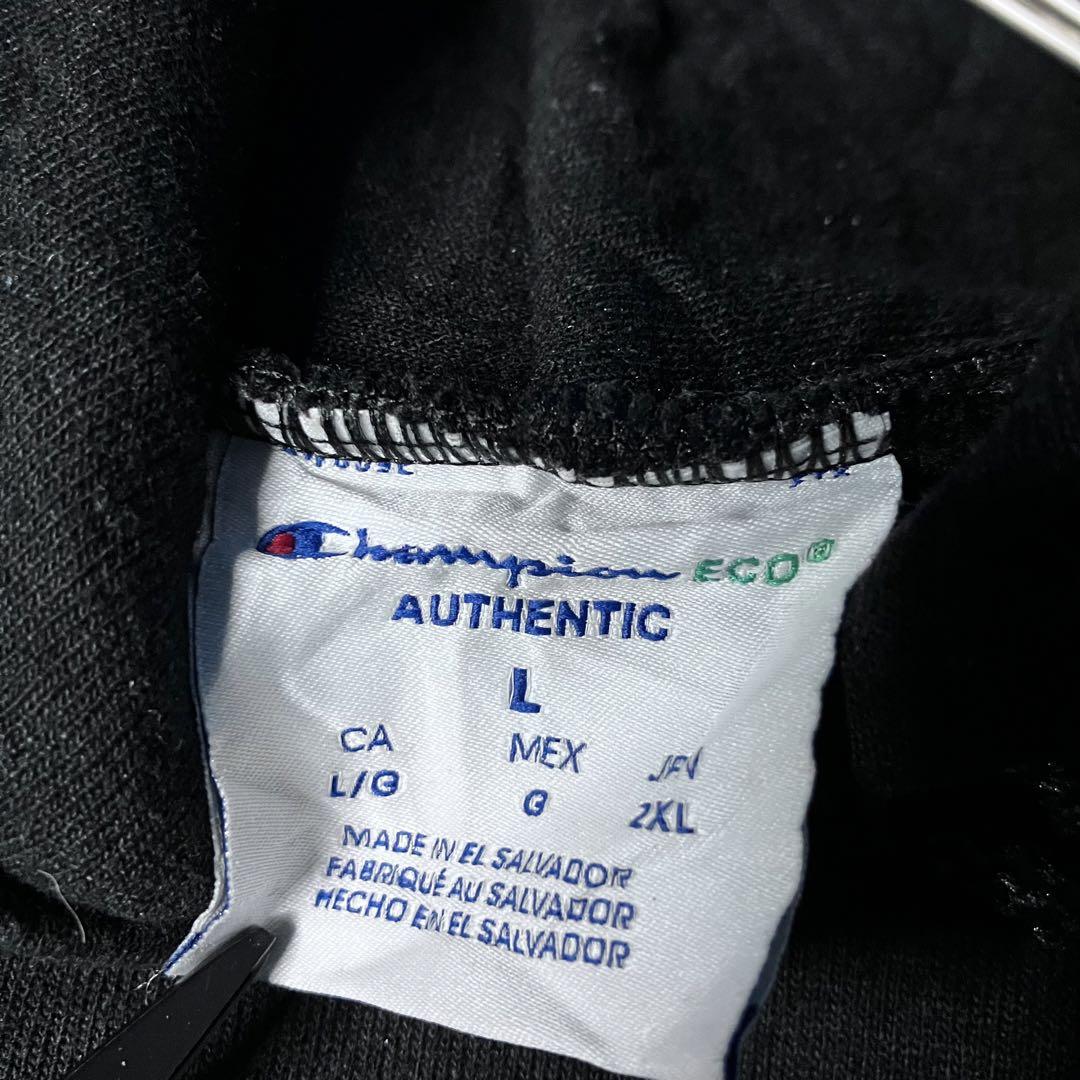 Champion ECO®
AUTHENTIC
L
CA MEX JPN
L/G G 2XL
MADE IN EL SALVADOR
FABRIQUÉ AU SALVADOR
HECHO EN EL SALVADOR